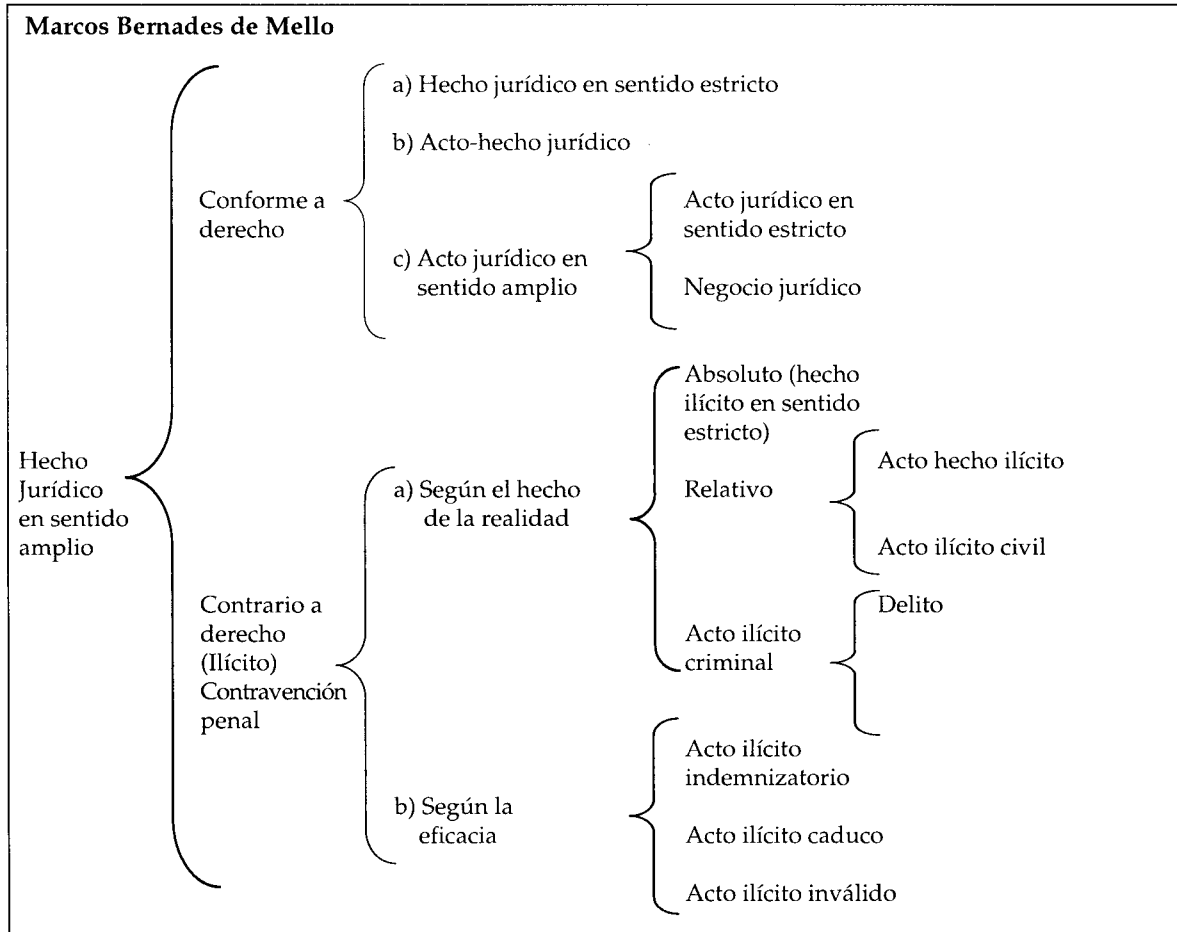 Marcos Bernades de Mello
Hecho
Jurídico
en sentido
amplio
Conforme a
derecho
a) Hecho jurídico en sentido estricto
b) Acto-hecho jurídico
c) Acto jurídico en
sentido amplio
Acto jurídico en
sentido estricto
Negocio jurídico
Contrario a
derecho
(Ilícito)
Contravención
penal
a) Según el hecho
de la realidad
Absoluto (hecho
ilícito en sentido
estricto)
Relativo
Acto hecho ilícito
Acto ilícito civil
Acto ilícito
criminal
Delito
b) Según la
eficacia
Acto ilícito
indemnizatorio
Acto ilícito caduco
Acto ilícito inválido